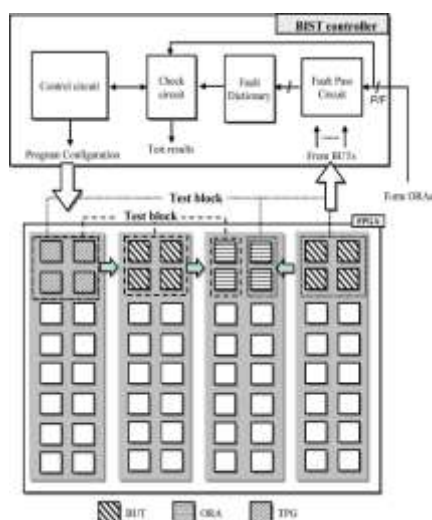 BIST controller
Control circuit
Check
circuit
Fault
Dictionary
Fault Pass
Circuit
P/F
Program Configuration
Test results
From BUTs
Form ORAs
Test block
Test block
FPGA
BUT
ORA
TPG